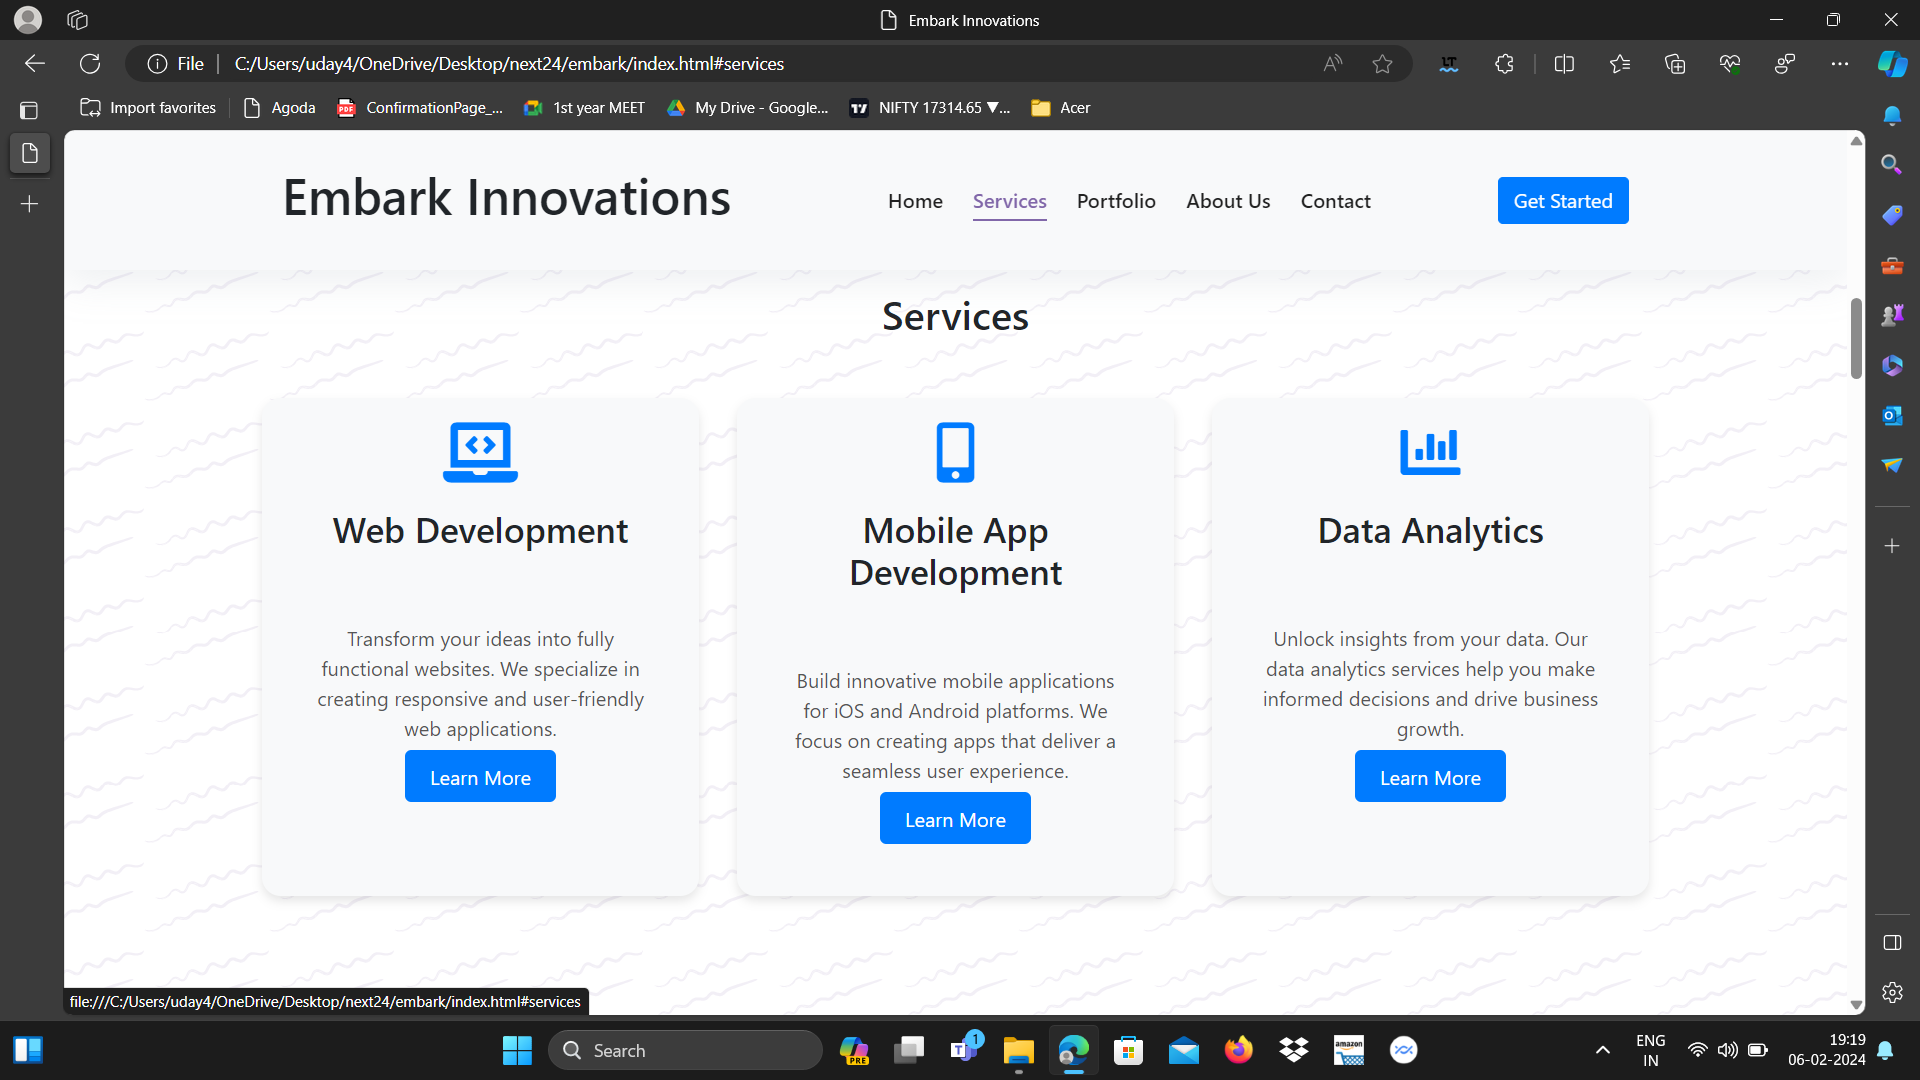 Embark Innovations
File
C:/Users/uday4/OneDrive/Desktop/next24/embark/index.html#services
Import favorites
Agoda
ConfirmationPage_...
1st year MEET
My Drive - Google...
NIFTY 17314.65 ▼...
Acer
Embark Innovations
Home
Services
Portfolio
About Us
Contact
Get Started
Services
Web Development
Transform your ideas into fully
functional websites. We specialize in
creating responsive and user-friendly
web applications.
Learn More
Mobile App
Development
Build innovative mobile applications
for iOS and Android platforms. We
focus on creating apps that deliver a
seamless user experience.
Learn More
Data Analytics
Unlock insights from your data. Our
data analytics services help you make
informed decisions and drive business
growth.
Learn More
file:///C:/Users/uday4/OneDrive/Desktop/next24/embark/index.html#services
Search
PRE
1
amazon
ENG
IN
19:19
06-02-2024